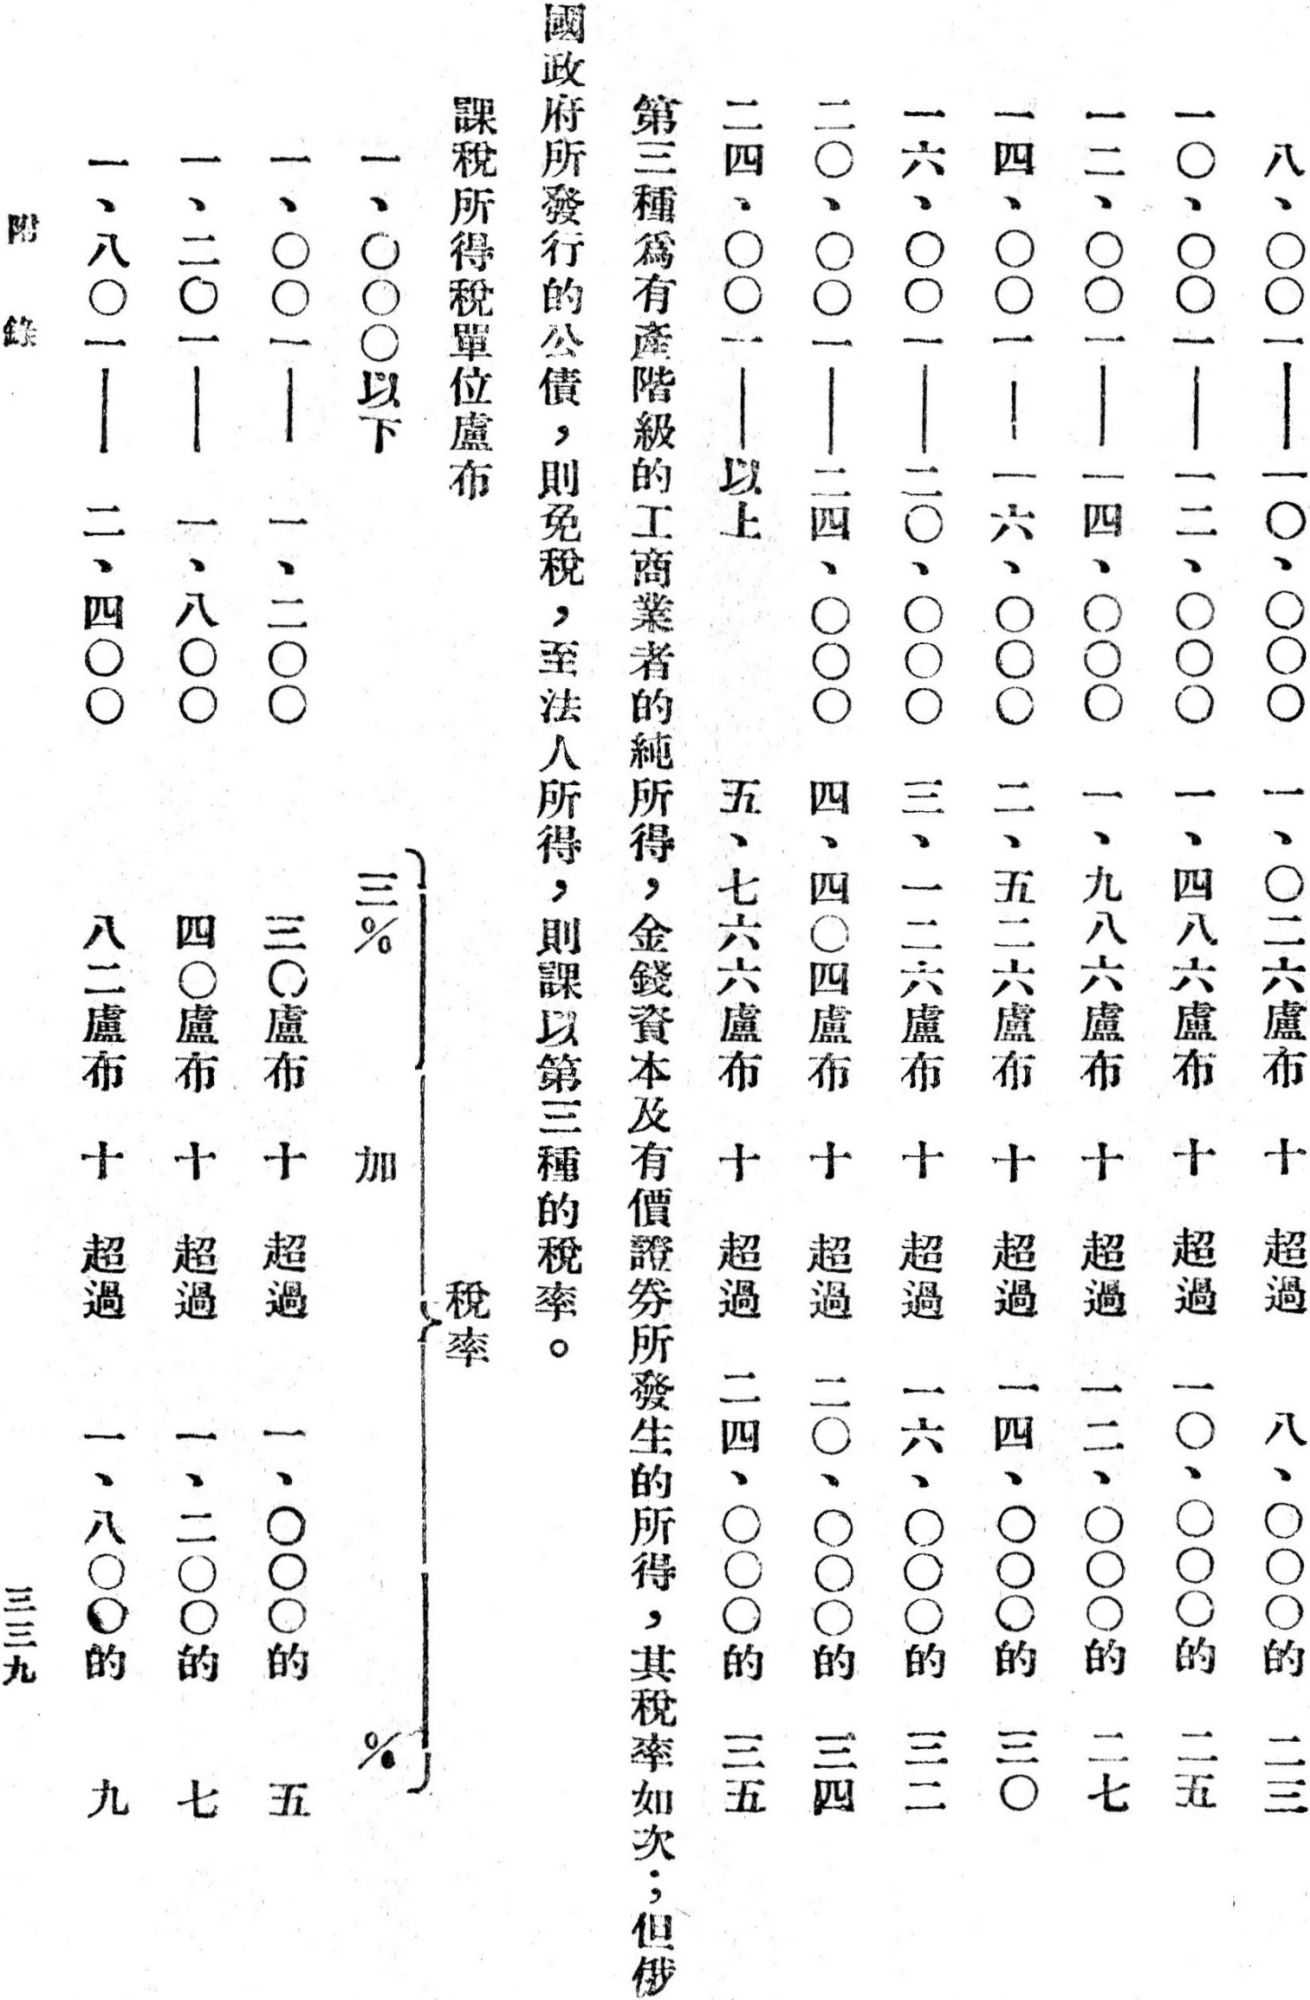 八、〇〇一——一〇、〇〇〇　一、〇二六盧布　十　超過　八、〇〇〇的　二三
一〇、〇〇一——一二、〇〇〇　一、四八六盧布　十　超過　一〇、〇〇〇的　二五
一二、〇〇一——一四、〇〇〇　一、九八六盧布　十　超過　一二、〇〇〇的　二七
一四、〇〇一——一六、〇〇〇　二、五二六盧布　十　超過　一四、〇〇〇的　三〇
一六、〇〇一——二〇、〇〇〇　三、一二六盧布　十　超過　一六、〇〇〇的　三二
二〇、〇〇一——二四、〇〇〇　四、四〇四盧布　十　超過　二〇、〇〇〇的　三四
二四、〇〇一——以上　五、七六六盧布　十　超過　二四、〇〇〇的　三五
第三種爲有產階級的工商業者的純所得，金錢資本及有價證券所發生的所得，其稅率如次；但俄
國政府所發行的公債，則免稅，至法人所得，則課以第三種的稅率。
課稅所得稅單位盧布　稅率
一、〇〇〇以下　三%　加　%
一、〇〇一——一、二〇〇　三〇盧布　十　超過　一、〇〇〇的　五
一、二〇一——一、八〇〇　四〇盧布　十　超過　一、二〇〇的　七
一、八〇一——二、四〇〇　八二盧布　十　超過　一、八〇〇的　九
附錄　三三九